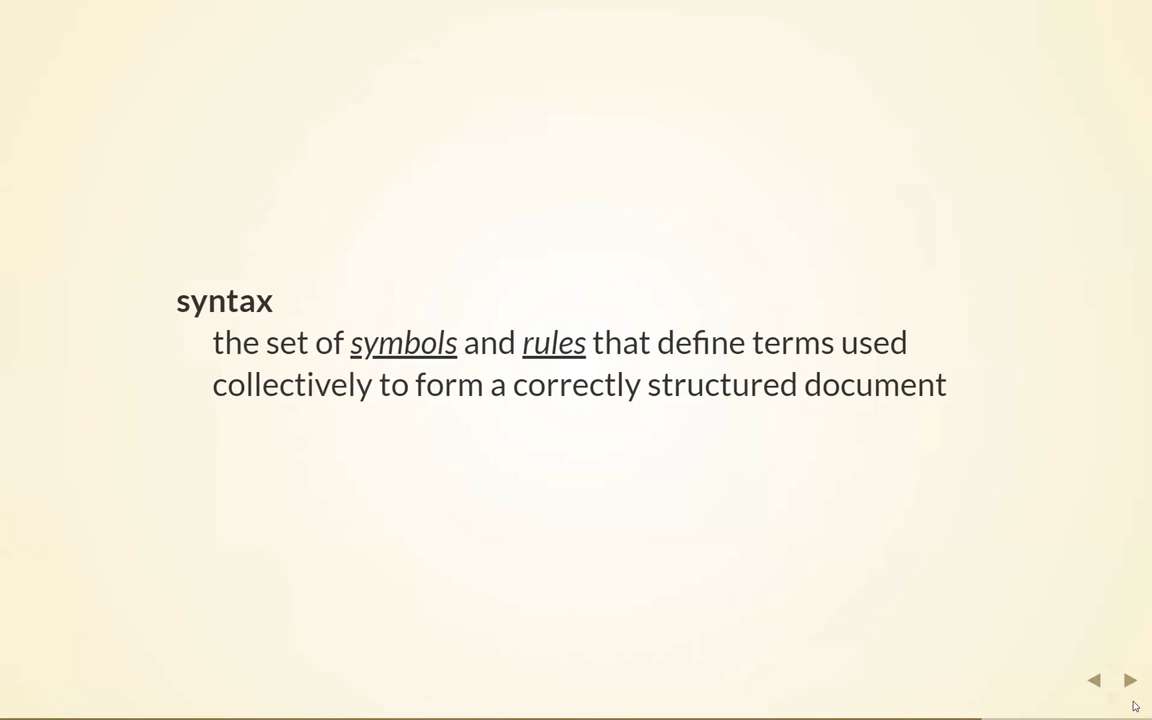 syntax
the set of symbols and rules that define terms used
collectively to form a correctly structured document